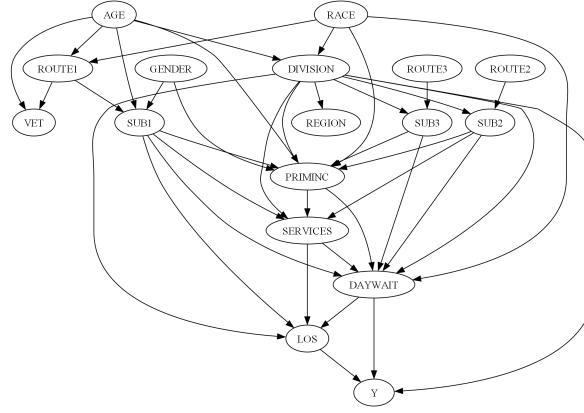 AGE RACE
ROUTE1 GENDER DIVISION ROUTE3 ROUTE2
VET SUB1 REGION SUB3 SUB2
PRIMINC
SERVICES
DAYWAIT
LOS
Y